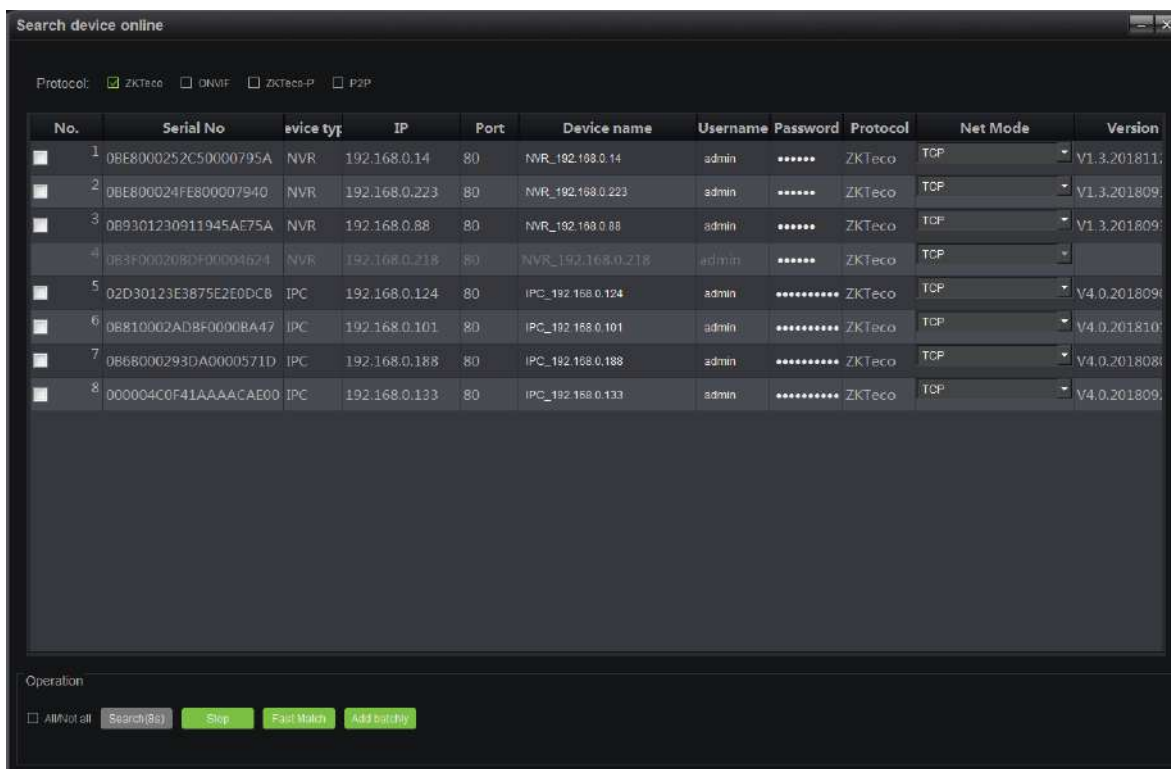 Search device online
Protocol: ZKTeco ONVIF ZKTeco-P P2P
No. Serial No evice typ IP Port Device name Username Password Protocol Net Mode Version
1 0BE8000252C50000795A NVR 192.168.0.14 80 NVR_192.168.0.14 admin •••••• ZKTeco TCP V1.3.201811
2 0BE800024FE800007940 NVR 192.168.0.223 80 NVR_192.168.0.223 admin •••••• ZKTeco TCP V1.3.201809
3 0B9301230911945AE75A NVR 192.168.0.88 80 NVR_192.168.0.88 admin •••••• ZKTeco TCP V1.3.201809
4 0B3F00020BDF00004624 NVR 192.168.0.218 80 NVR_192.168.0.218 admin •••••• ZKTeco TCP
5 02D30123E3875E2E0DCB IPC 192.168.0.124 80 IPC_192.168.0.124 admin •••••••••• ZKTeco TCP V4.0.201809
6 0B810002ADBF0000BA47 IPC 192.168.0.101 80 IPC_192.168.0.101 admin •••••••••• ZKTeco TCP V4.0.201810
7 0B6B000293DA0000571D IPC 192.168.0.188 80 IPC_192.168.0.188 admin •••••••••• ZKTeco TCP V4.0.201808
8 000004C0F41AAAACAE00 IPC 192.168.0.133 80 IPC_192.168.0.133 admin •••••••••• ZKTeco TCP V4.0.201809
Operation
All/Not all Search(8s) Stop Fast Match Add batchly